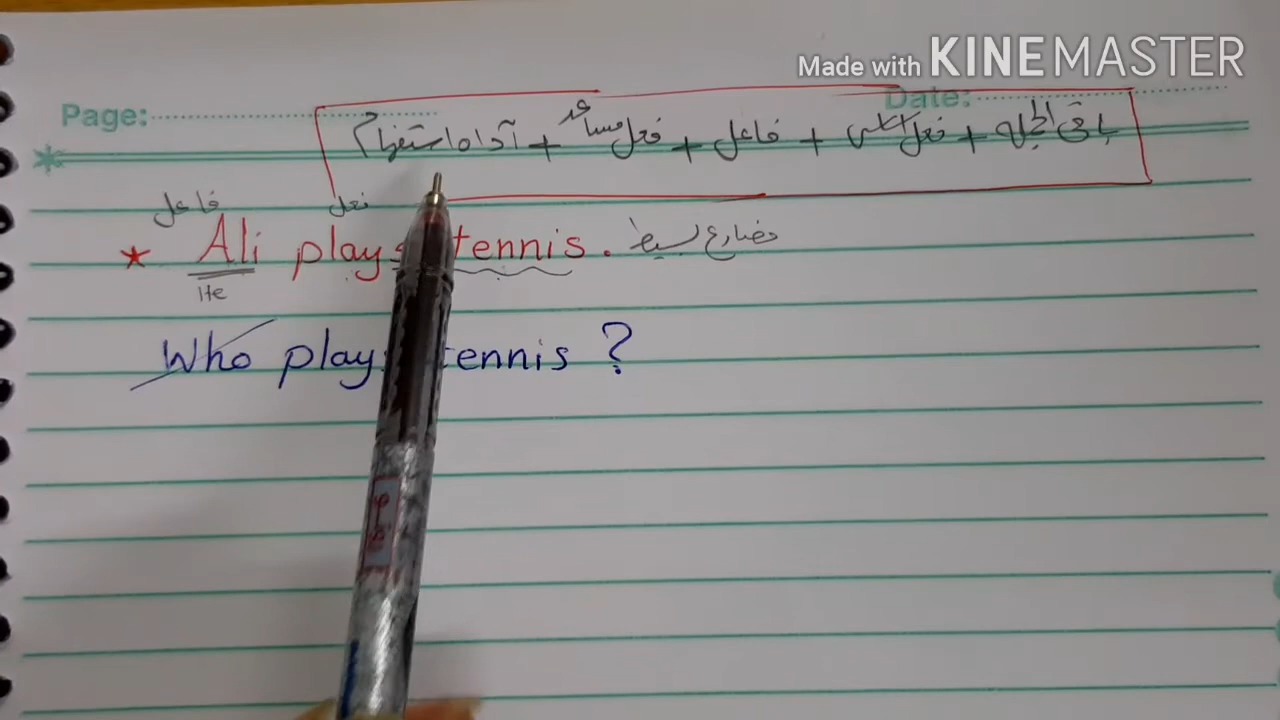 Made with KINEMASTER
Page: Date:
أداة استفهام + فعل مساعد + فاعل + فعل اساسي + باقي الجملة
فاعل فعل
* Ali plays tennis. مضارع بسيط
He
Who plays tennis ?